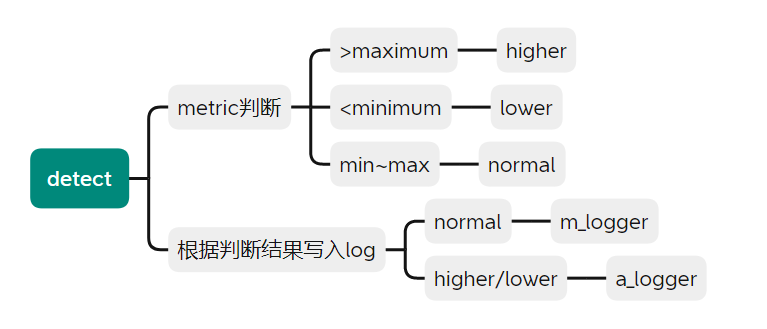 detect
metric判断
>maximum
higher
<minimum
lower
min~max
normal
根据判断结果写入log
normal
m_logger
higher/lower
a_logger